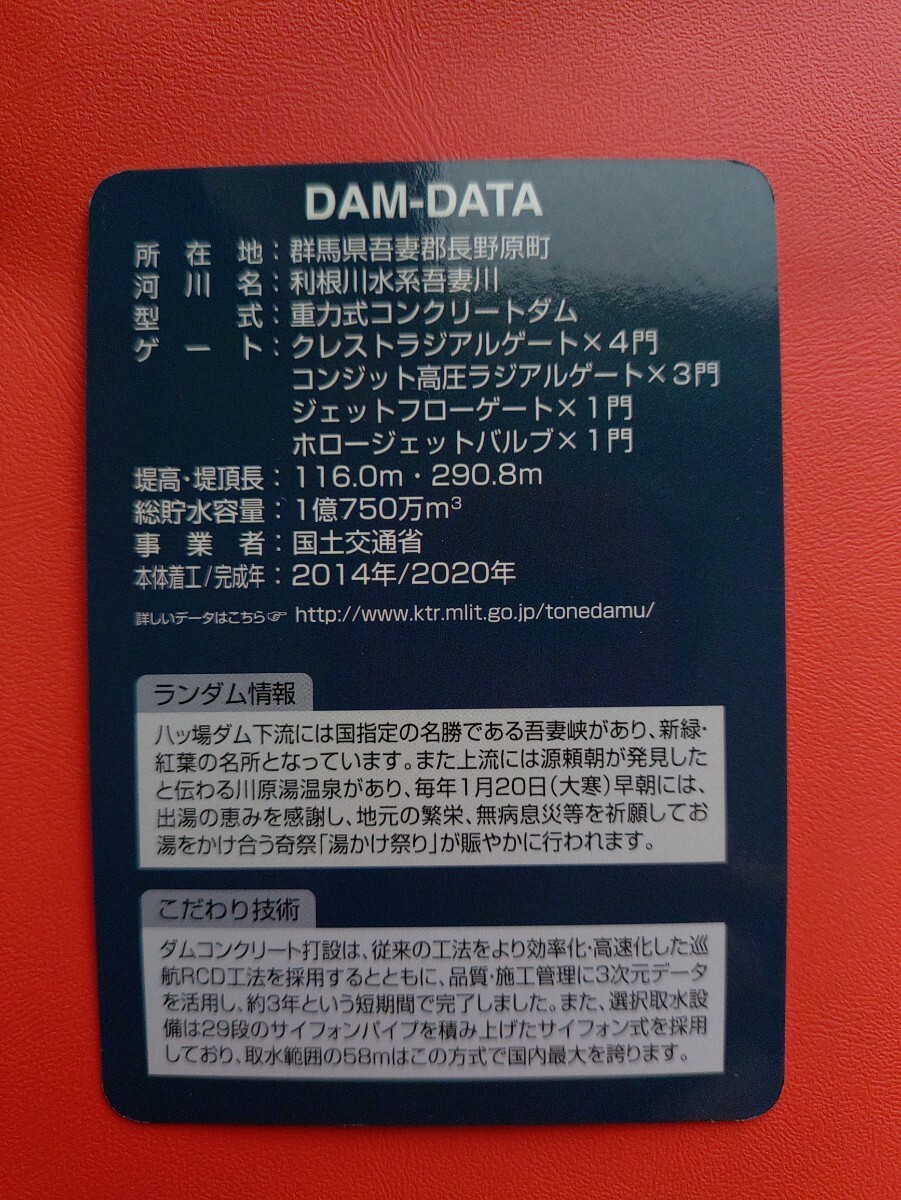 DAM-DATA
所在地：群馬県吾妻郡長野原町
河川名：利根川水系吾妻川
型式：重力式コンクリートダム
ゲート：クレストラジアルゲート×4門
コンジット高圧ラジアルゲート×3門
ジェットフローゲート×1門
ホロージェットバルブ×1門
堤高・堤頂長：116.0m・290.8m
総貯水容量：1億750万m³
事業者：国土交通省
本体着工/完成年：2014年/2020年
詳しいデータはこちら☞ http://www.ktr.mlit.go.jp/tonedamu/
ランダム情報
八ッ場ダム下流には国指定の名勝である吾妻峡があり、新緑・
紅葉の名所となっています。また上流には源頼朝が発見した
と伝わる川原湯温泉があり、毎年1月20日（大寒）早朝には、
出湯の恵みを感謝し、地元の繁栄、無病息災等を祈願してお
湯をかけ合う奇祭「湯かけ祭り」が賑やかに行われます。
こだわり技術
ダムコンクリート打設は、従来の工法をより効率化・高速化した巡
航RCD工法を採用するとともに、品質・施工管理に3次元データ
を活用し、約3年という短期間で完了しました。また、選択取水設
備は29段のサイフォンパイプを積み上げたサイフォン式を採用
しており、取水範囲の58mはこの方式で国内最大を誇ります。